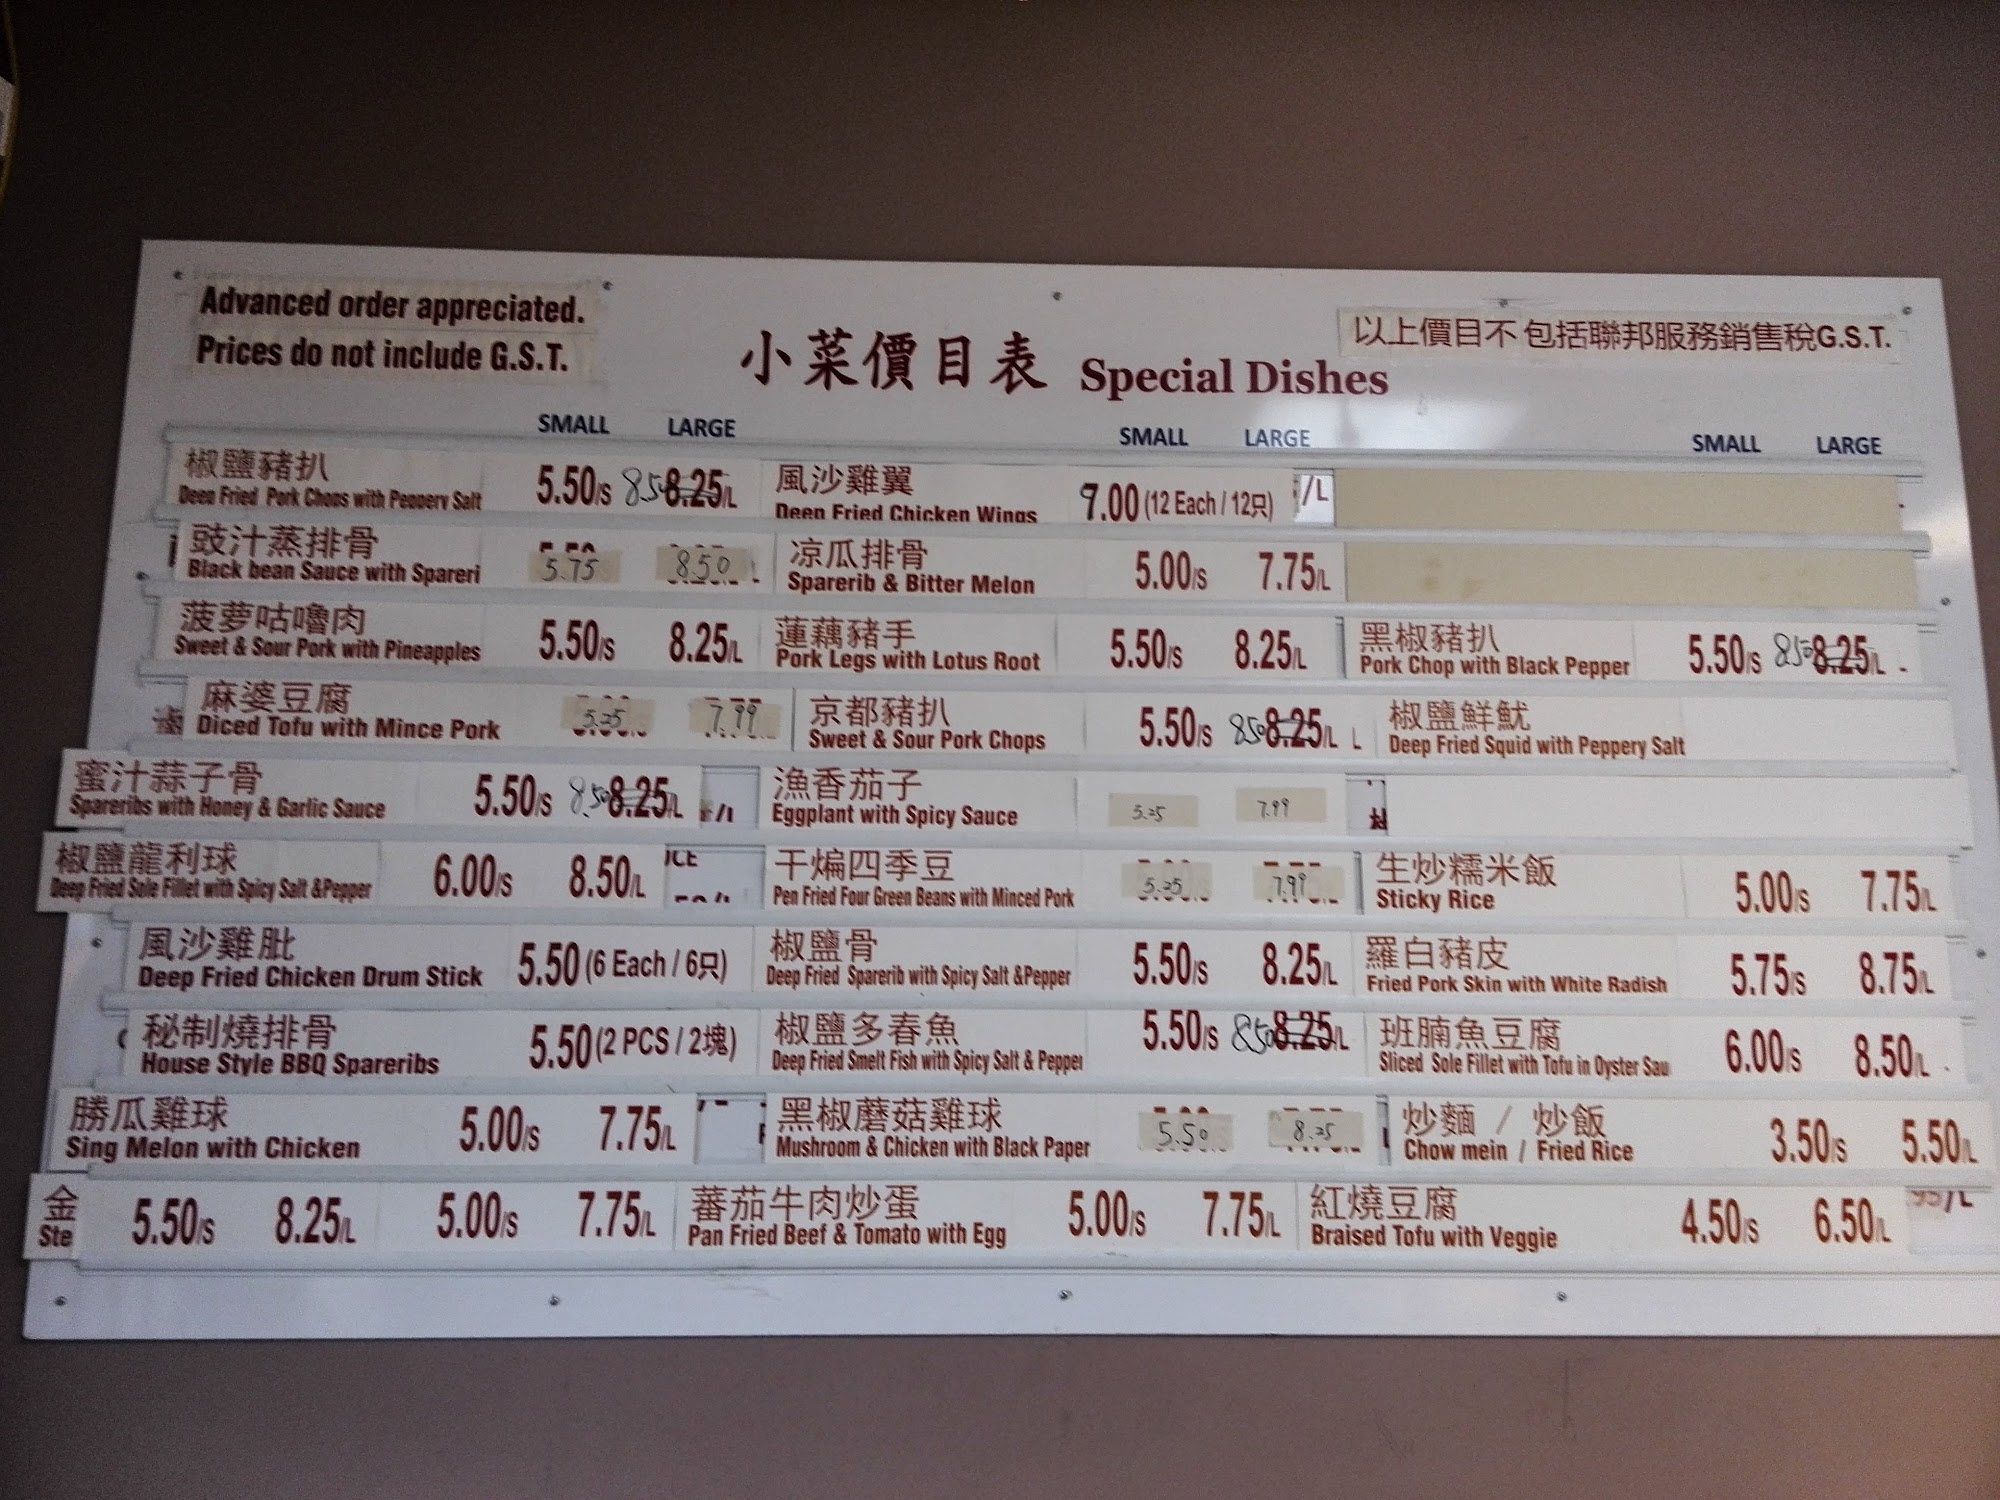 Advanced order appreciated.
Prices do not include G.S.T.
小菜價目表 Special Dishes
以上價目不包括聯邦服務銷售稅G.S.T.
SMALL LARGE
SMALL LARGE
SMALL LARGE
椒鹽豬扒
Deep Fried Pork Chops with Peppery Salt
5.50/S 8.50 8.25/L
風沙雞翼
Deep Fried Chicken Wings
9.00 (12 Each / 12只)
/L
豉汁蒸排骨
Black bean Sauce with Spareri
5.75 8.50
凉瓜排骨
Sparerib & Bitter Melon
5.00/S 7.75/L
菠萝咕嚕肉
Sweet & Sour Pork with Pineapples
5.50/S 8.25/L
蓮藕豬手
Pork Legs with Lotus Root
5.50/S 8.25/L
黑椒豬扒
Pork Chop with Black Pepper
5.50/S 8.50 8.25/L
麻婆豆腐
Diced Tofu with Mince Pork
5.25 7.99
京都豬扒
Sweet & Sour Pork Chops
5.50/S 8.50 8.25/L
椒鹽鮮魷
Deep Fried Squid with Peppery Salt
蜜汁蒜子骨
Spareribs with Honey & Garlic Sauce
5.50/S 8.50 8.25/L
/L
漁香茄子
Eggplant with Spicy Sauce
5.25 7.99
椒鹽龍利球
Deep Fried Sole Fillet with Spicy Salt &Pepper
6.00/S 8.50/L
ICE
干煸四季豆
Pen Fried Four Green Beans with Minced Pork
5.25 7.99
生炒糯米飯
Sticky Rice
5.00/S 7.75/L
風沙雞肶
Deep Fried Chicken Drum Stick
5.50 (6 Each / 6只)
椒鹽骨
Deep Fried Sparerib with Spicy Salt &Pepper
5.50/S 8.25/L
羅白豬皮
Fried Pork Skin with White Radish
5.75/S 8.75/L
秘制燒排骨
House Style BBQ Spareribs
5.50 (2 PCS / 2塊)
椒鹽多春魚
Deep Fried Smelt Fish with Spicy Salt & Pepper
5.50/S 8.50 8.25/L
班腩魚豆腐
Sliced Sole Fillet with Tofu in Oyster Sau
6.00/S 8.50/L
勝瓜雞球
Sing Melon with Chicken
5.00/S 7.75/L
黑椒蘑菇雞球
Mushroom & Chicken with Black Paper
5.50 8.25
炒麵 / 炒飯
Chow mein / Fried Rice
3.50/S 5.50/L
金
Ste
5.50/S 8.25/L
5.00/S 7.75/L
蕃茄牛肉炒蛋
Pan Fried Beef & Tomato with Egg
5.00/S 7.75/L
紅燒豆腐
Braised Tofu with Veggie
4.50/S 6.50/L
95/L